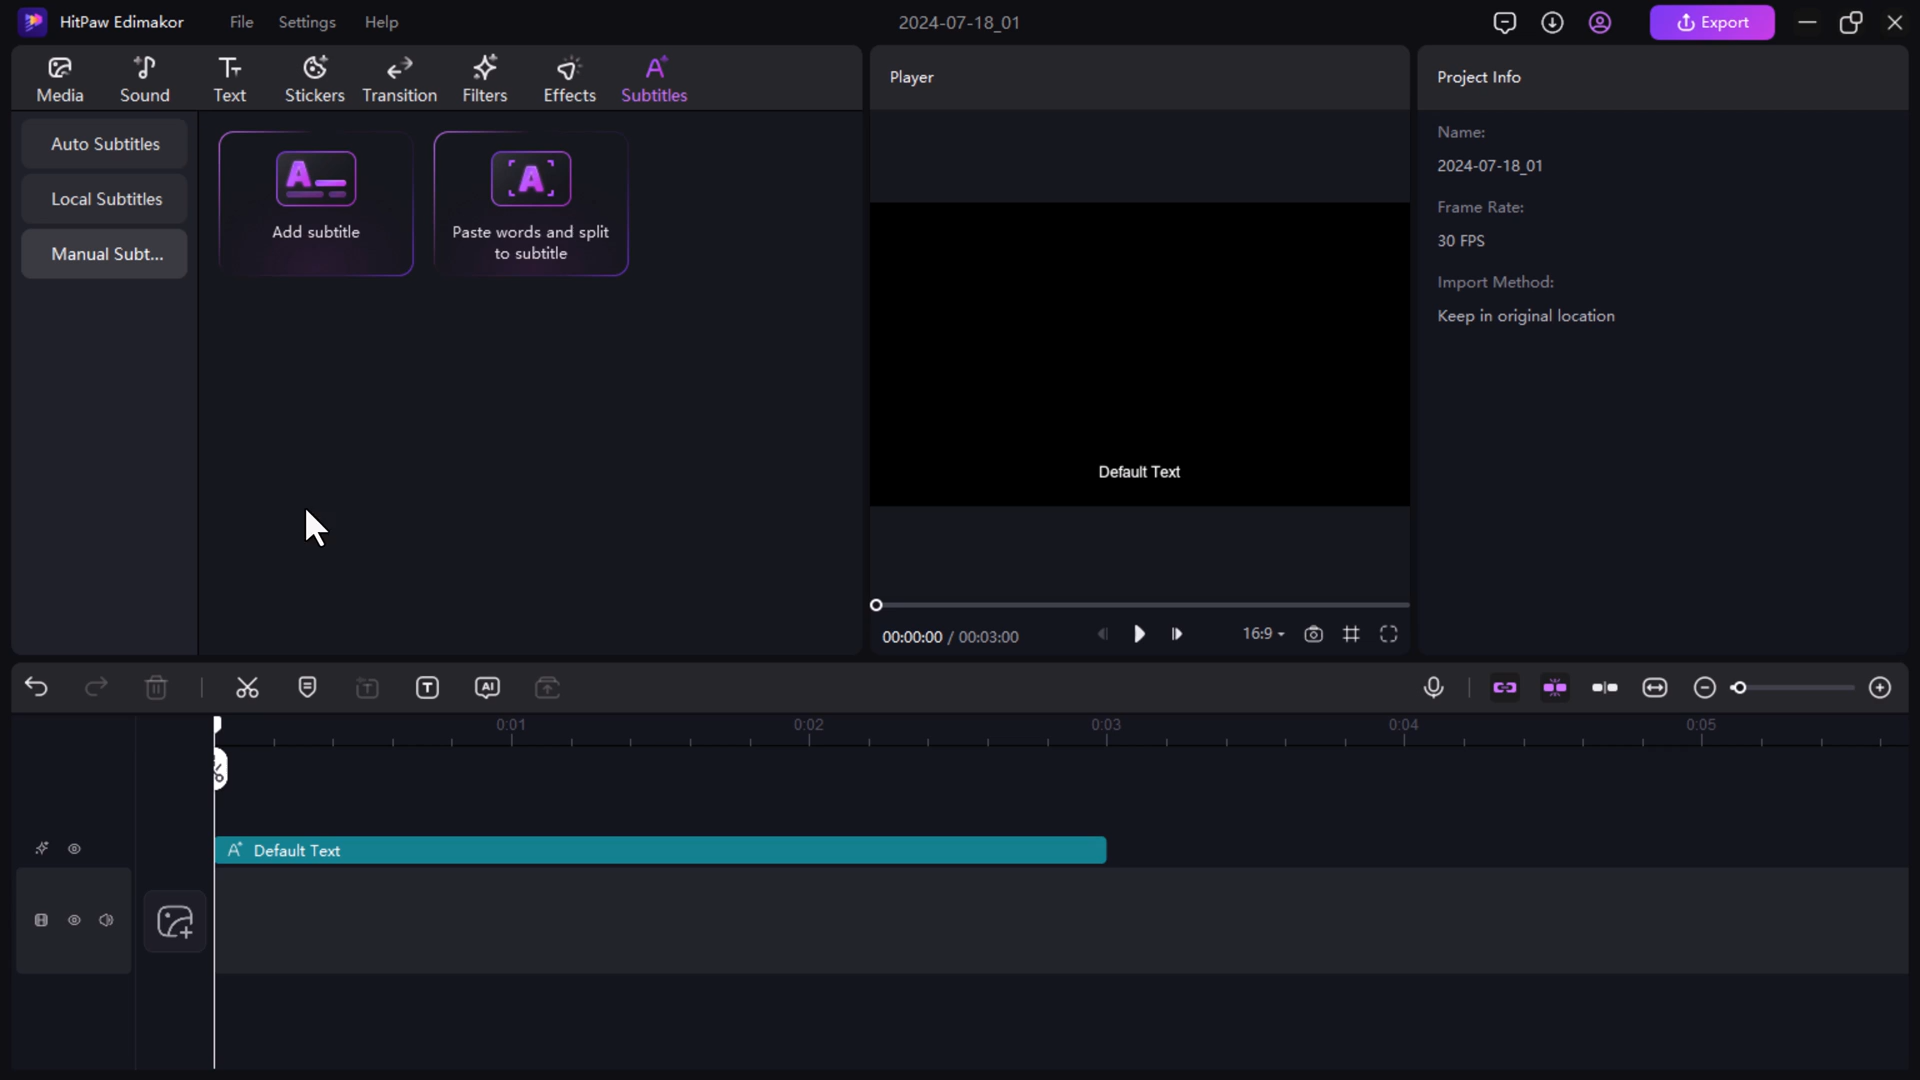 HitPaw Edimakor
File
Settings
Help
2024-07-18_01
Export
Media
Sound
Text
Stickers
Transition
Filters
Effects
Subtitles
Player
Project Info
Auto Subtitles
Local Subtitles
Manual Subt...
Add subtitle
Paste words and split
to subtitle
Default Text
00:00:00 / 00:03:00
16:9
Name:
2024-07-18_01
Frame Rate:
30 FPS
Import Method:
Keep in original location
AI
0:01
0:02
0:03
0:04
0:05
Default Text